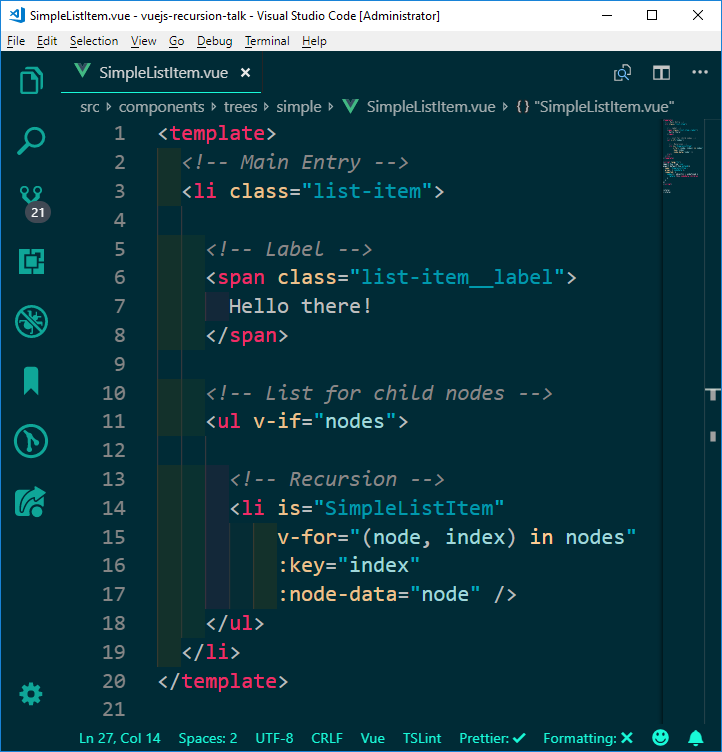 SimpleListItem.vue - vuejs-recursion-talk - Visual Studio Code [Administrator]
File Edit Selection View Go Debug Terminal Help
SimpleListItem.vue
src › components › trees › simple › SimpleListItem.vue › {} "SimpleListItem.vue"
1 <template>
2 <!-- Main Entry -->
3 <li class="list-item">
4
5 <!-- Label -->
6 <span class="list-item__label">
7 Hello there!
8 </span>
9
10 <!-- List for child nodes -->
11 <ul v-if="nodes">
12
13 <!-- Recursion -->
14 <li is="SimpleListItem"
15 v-for="(node, index) in nodes"
16 :key="index"
17 :node-data="node" />
18 </ul>
19 </li>
20 </template>
21
21
Ln 27, Col 14 Spaces: 2 UTF-8 CRLF Vue TSLint Prettier: ✓ Formatting: ✕